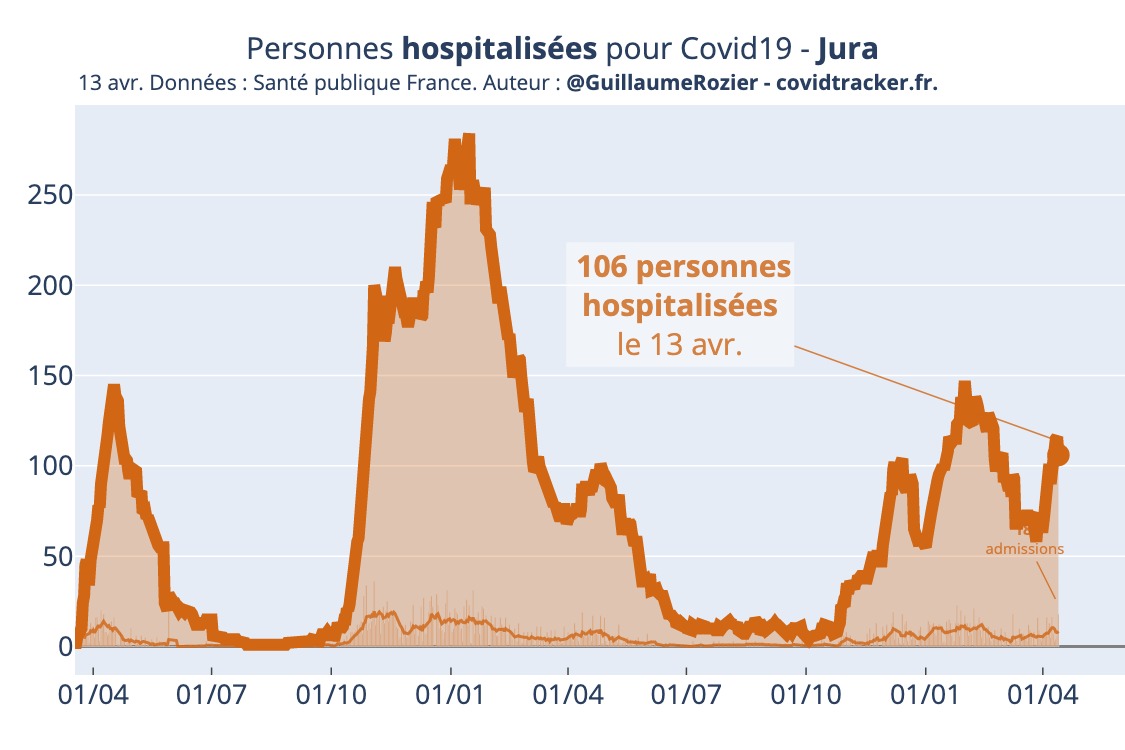 Personnes hospitalisées pour Covid19 - Jura
13 avr. Données : Santé publique France. Auteur : @GuillaumeRozier - covidtracker.fr.
250
200
150
100
50
0
106 personnes
hospitalisées
le 13 avr.
admissions
01/04 01/07 01/10 01/01 01/04 01/07 01/10 01/01 01/04